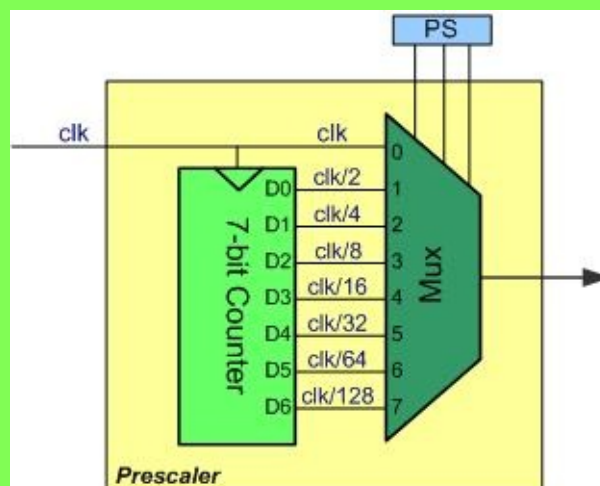 PS
clk clk
0
D0 clk/2 1
D1 clk/4 2
D2 clk/8 3
D3 clk/16 4
D4 clk/32 5
D5 clk/64 6
D6 clk/128 7
7-bit Counter
Mux
Prescaler